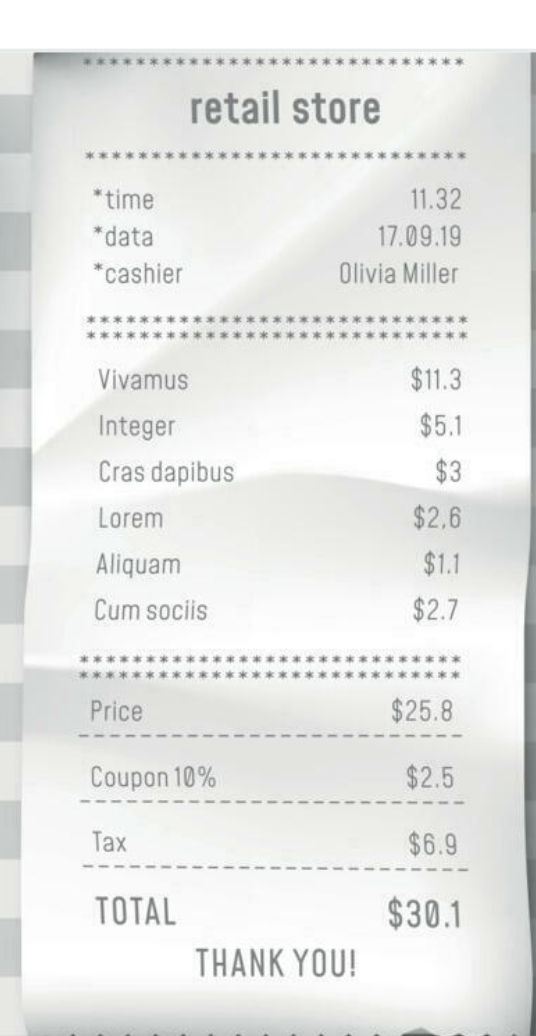 *****************************
retail store
*****************************
*time 11.32
*data 17.09.19
*cashier Olivia Miller
*****************************
*****************************
Vivamus $11.3
Integer $5.1
Cras dapibus $3
Lorem $2,6
Aliquam $1.1
Cum sociis $2.7
*****************************
*****************************
Price $25.8
Coupon 10% $2.5
Tax $6.9
TOTAL $30.1
THANK YOU!